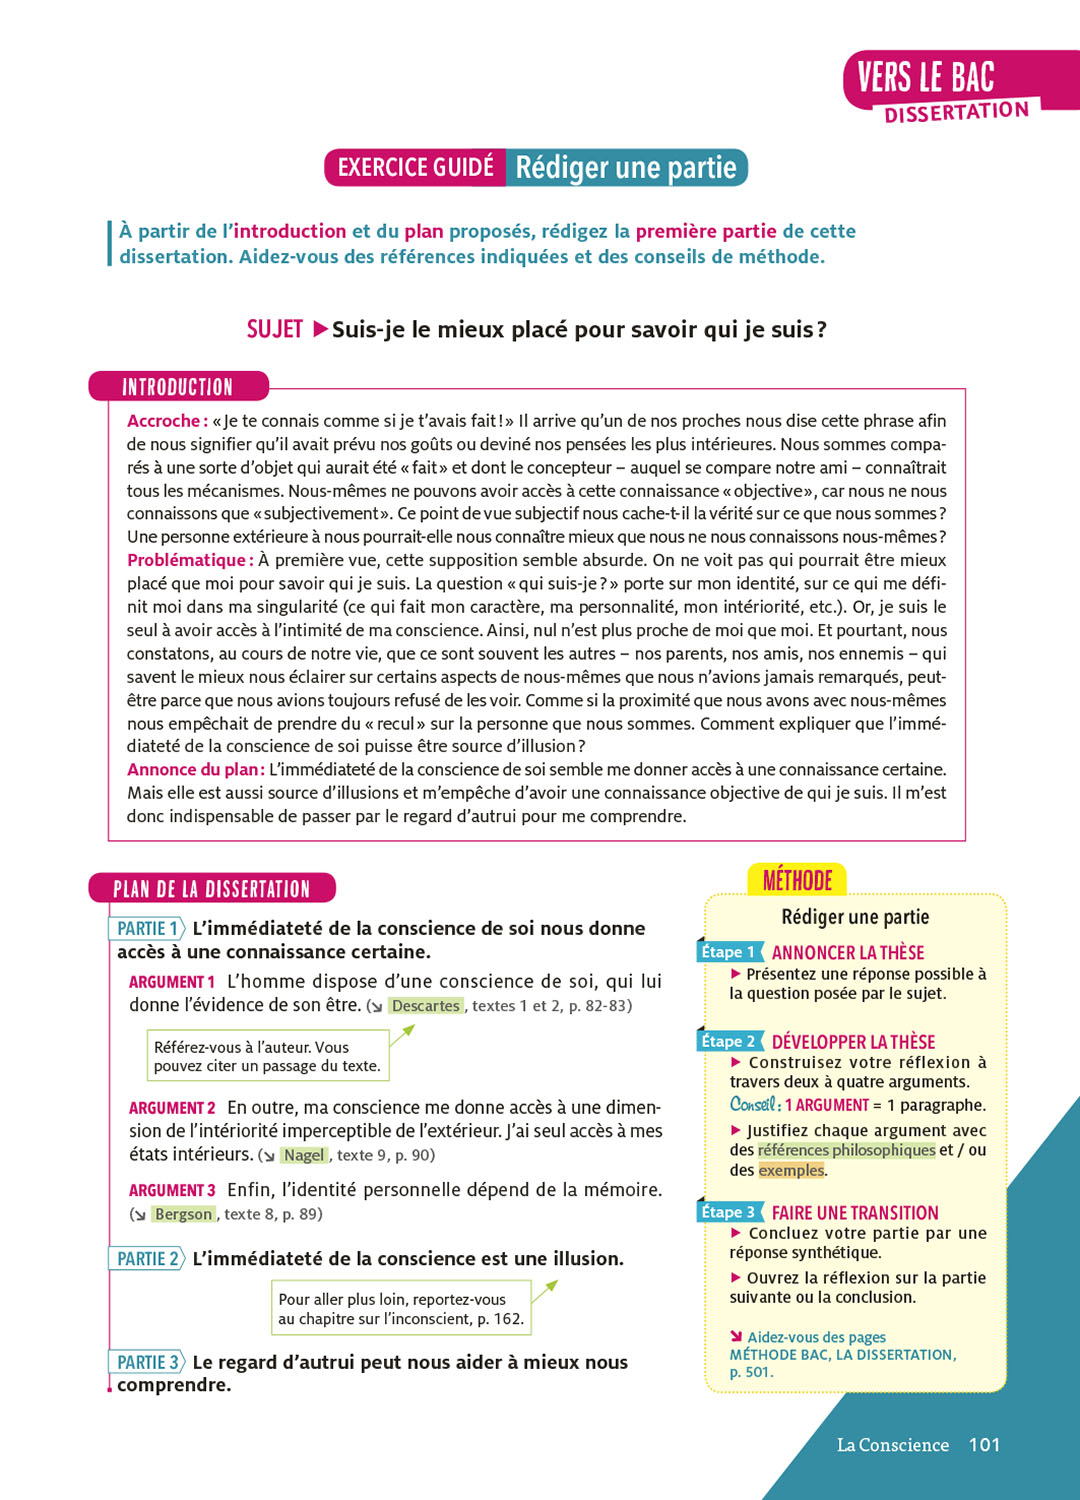 VERS LE BAC
DISSERTATION
EXERCICE GUIDÉ Rédiger une partie
À partir de l’introduction et du plan proposés, rédigez la première partie de cette
dissertation. Aidez-vous des références indiquées et des conseils de méthode.
SUJET ▶ Suis-je le mieux placé pour savoir qui je suis ?
INTRODUCTION
Accroche : « Je te connais comme si je t’avais fait ! » Il arrive qu’un de nos proches nous dise cette phrase afin
de nous signifier qu’il avait prévu nos goûts ou deviné nos pensées les plus intérieures. Nous sommes compa-
rés à une sorte d’objet qui aurait été « fait » et dont le concepteur – auquel se compare notre ami – connaîtrait
tous les mécanismes. Nous-mêmes ne pouvons avoir accès à cette connaissance « objective », car nous ne nous
connaissons que « subjectivement ». Ce point de vue subjectif nous cache-t-il la vérité sur ce que nous sommes ?
Une personne extérieure à nous pourrait-elle nous connaître mieux que nous ne nous connaissons nous-mêmes ?
Problématique : À première vue, cette supposition semble absurde. On ne voit pas qui pourrait être mieux
placé que moi pour savoir qui je suis. La question « qui suis-je ? » porte sur mon identité, sur ce qui me défi-
nit moi dans ma singularité (ce qui fait mon caractère, ma personnalité, mon intériorité, etc.). Or, je suis le
seul à avoir accès à l’intimité de ma conscience. Ainsi, nul n’est plus proche de moi que moi. Et pourtant, nous
constatons, au cours de notre vie, que ce sont souvent les autres – nos parents, nos amis, nos ennemis – qui
savent le mieux nous éclairer sur certains aspects de nous-mêmes que nous n’avions jamais remarqués, peut-
être parce que nous avions toujours refusé de les voir. Comme si la proximité que nous avons avec nous-mêmes
nous empêchait de prendre du « recul » sur la personne que nous sommes. Comment expliquer que l’immé-
diateté de la conscience de soi puisse être source d’illusion ?
Annonce du plan : L’immédiateté de la conscience de soi semble me donner accès à une connaissance certaine.
Mais elle est aussi source d’illusions et m’empêche d’avoir une connaissance objective de qui je suis. Il m’est
donc indispensable de passer par le regard d’autrui pour me comprendre.
PLAN DE LA DISSERTATION
PARTIE 1 L’immédiateté de la conscience de soi nous donne
accès à une connaissance certaine.
ARGUMENT 1 L’homme dispose d’une conscience de soi, qui lui
donne l’évidence de son être. (↘ Descartes, textes 1 et 2, p. 82-83)
Référez-vous à l’auteur. Vous
pouvez citer un passage du texte.
ARGUMENT 2 En outre, ma conscience me donne accès à une dimen-
sion de l’intériorité imperceptible de l’extérieur. J’ai seul accès à mes
états intérieurs. (↘ Nagel, texte 9, p. 90)
ARGUMENT 3 Enfin, l’identité personnelle dépend de la mémoire.
(↘ Bergson, texte 8, p. 89)
PARTIE 2 L’immédiateté de la conscience est une illusion.
Pour aller plus loin, reportez-vous
au chapitre sur l’inconscient, p. 162.
PARTIE 3 Le regard d’autrui peut nous aider à mieux nous
comprendre.
MÉTHODE
Rédiger une partie
Étape 1 ANNONCER LA THÈSE
▶ Présentez une réponse possible à
la question posée par le sujet.
Étape 2 DÉVELOPPER LA THÈSE
▶ Construisez votre réflexion à
travers deux à quatre arguments.
Conseil : 1 ARGUMENT = 1 paragraphe.
▶ Justifiez chaque argument avec
des références philosophiques et / ou
des exemples.
Étape 3 FAIRE UNE TRANSITION
▶ Concluez votre partie par une
réponse synthétique.
▶ Ouvrez la réflexion sur la partie
suivante ou la conclusion.
↘ Aidez-vous des pages
MÉTHODE BAC, LA DISSERTATION,
p. 501.
La Conscience 101